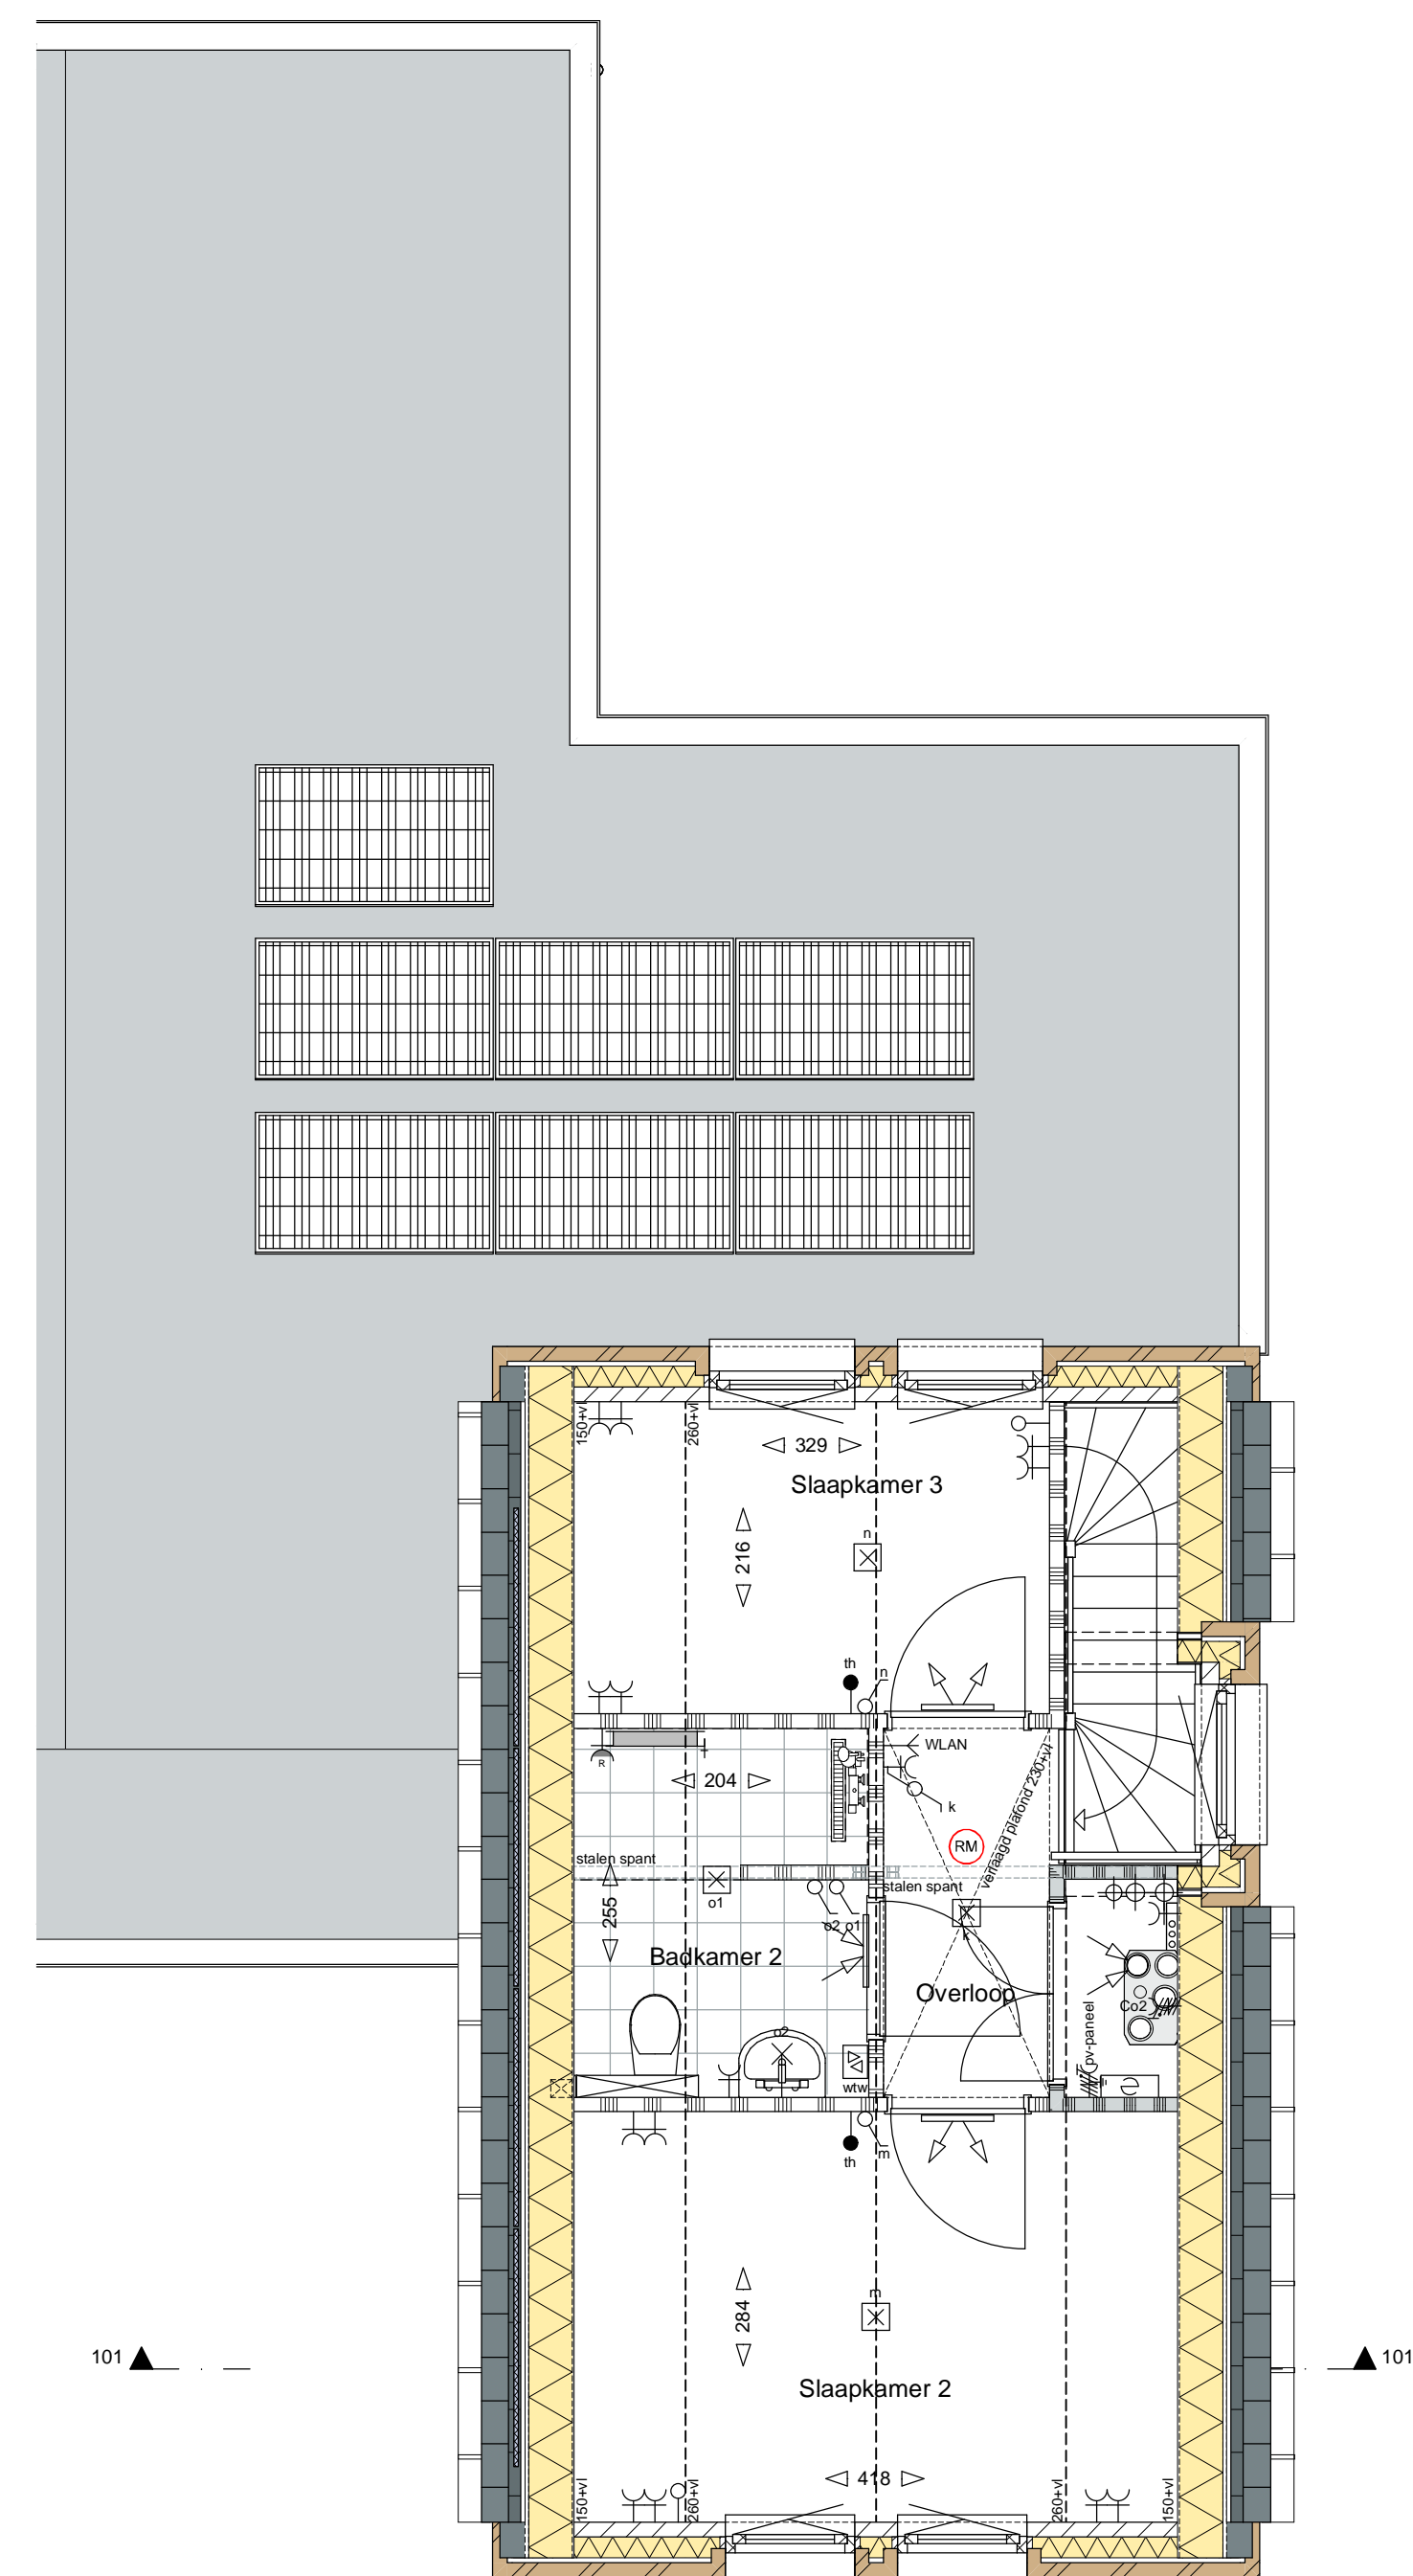 150+vl
260+vl
329
Slaapkamer 3
n
216
th
n
R
WLAN
204
k
verlaagd plafond 230+vl
RM
stalen spant
stalen spant
o1
o2 o1
k
255
Badkamer 2
Overloop
Co2
pv-paneel
o2
wtw
e
th
m
m
284
101
101
Slaapkamer 2
418
150+vl
260+vl
260+vl
150+vl